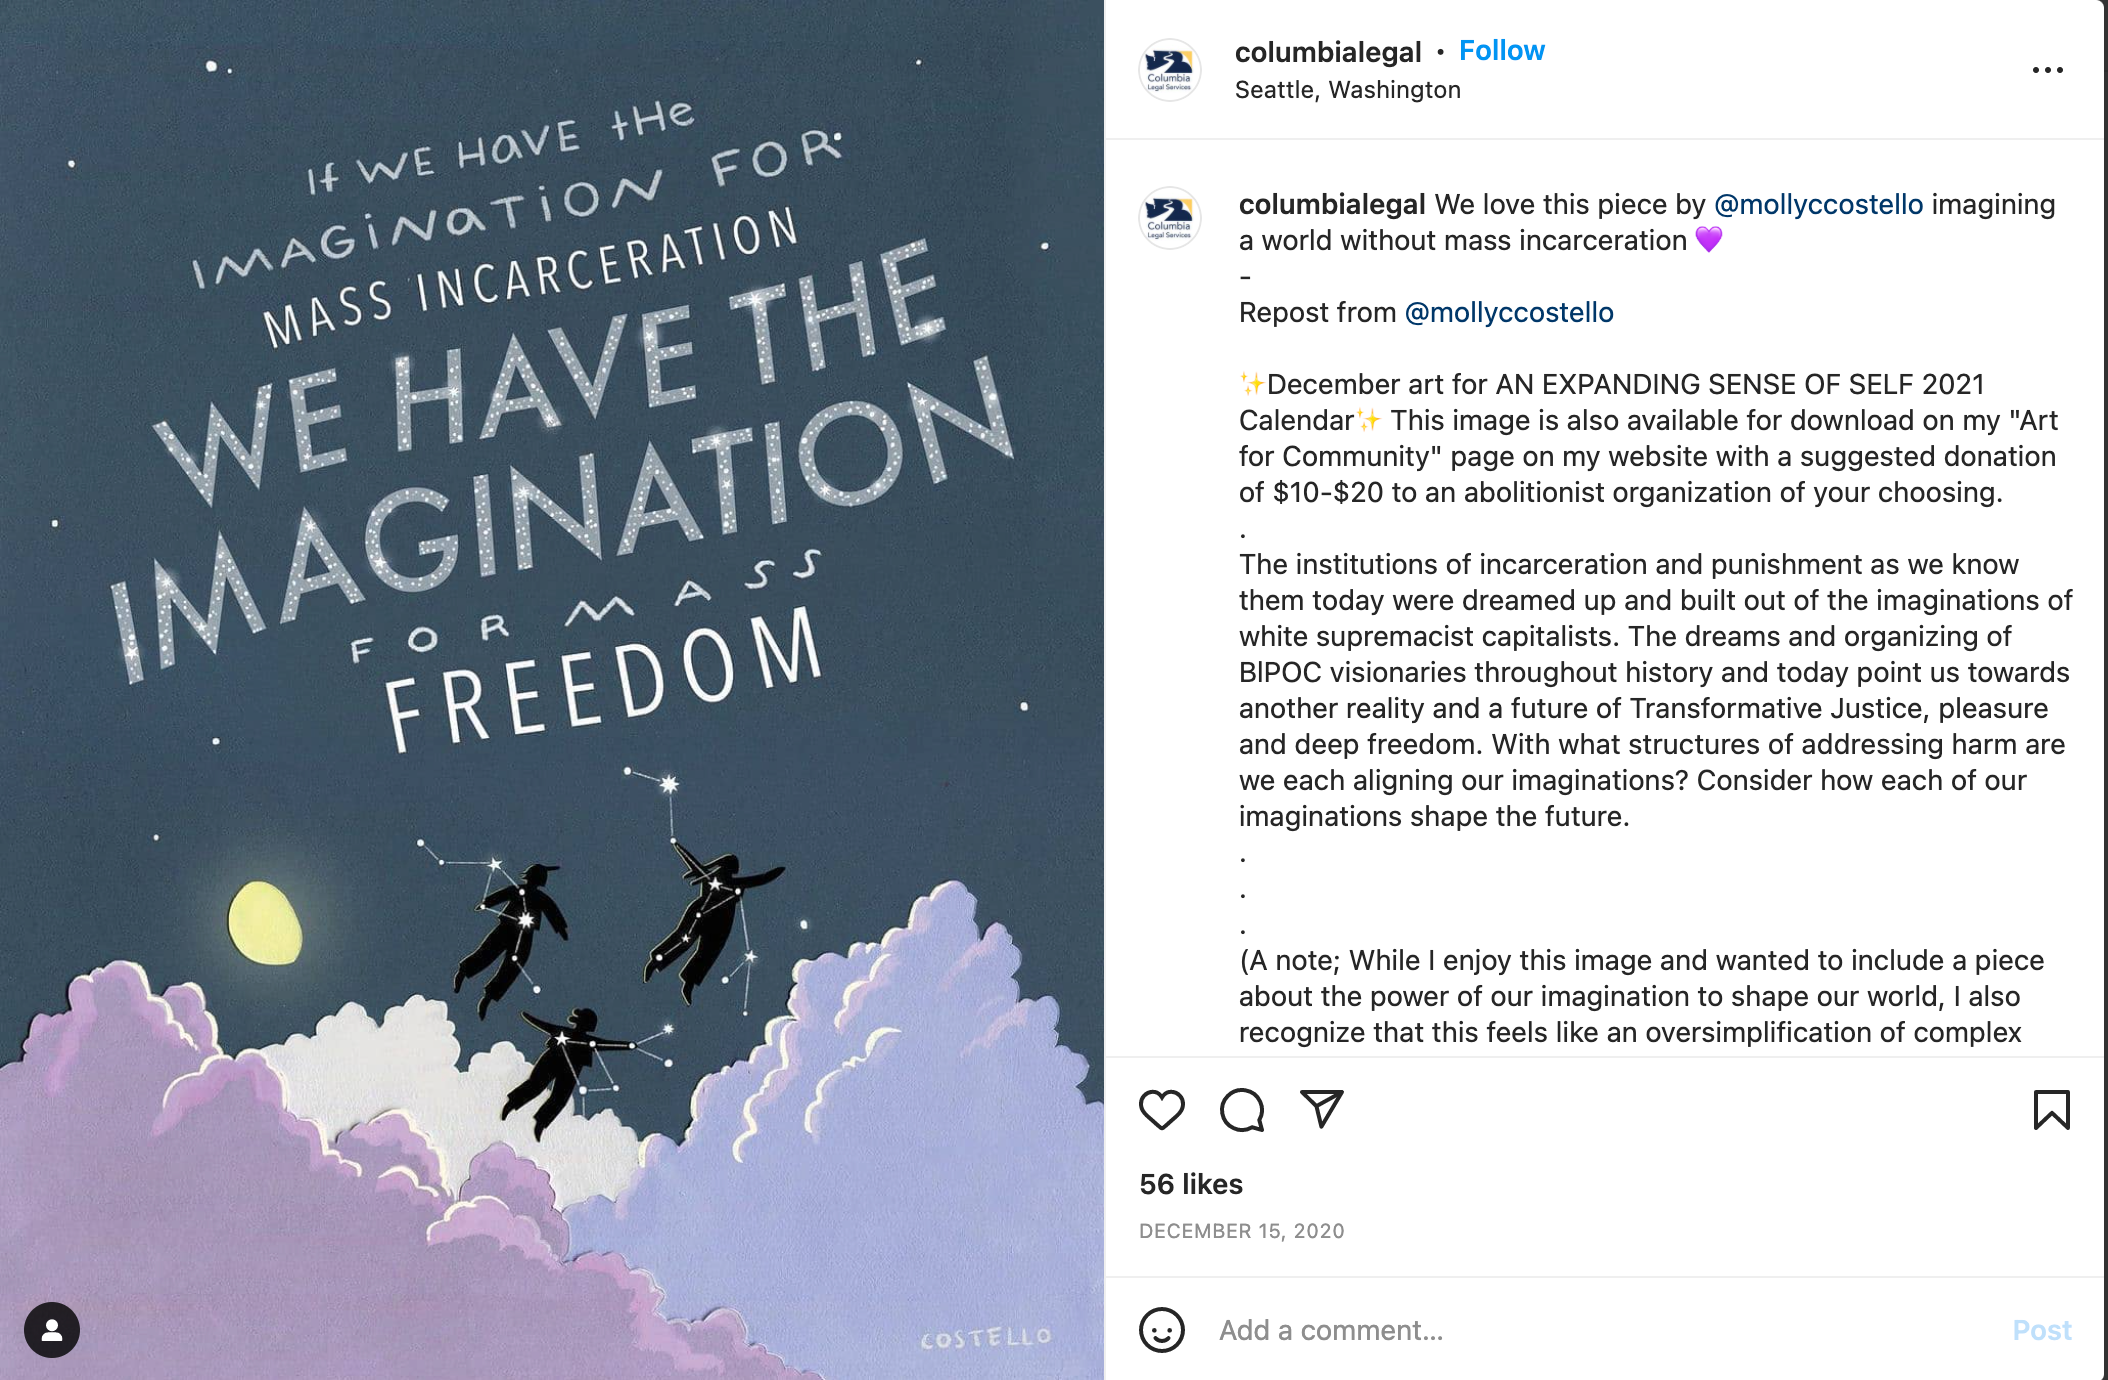 If WE HAVE tHe
IMAGiNATiON FOR
MASS INCARCERATION
WE HAVE THE
IMAGINATION
FOR MASS
FREEDOM
COSTELLO
Columbia
Legal Services
columbialegal • Follow
Seattle, Washington
Columbia
Legal Services
columbialegal We love this piece by @mollyccostello imagining
a world without mass incarceration 💜
-
Repost from @mollyccostello
✨December art for AN EXPANDING SENSE OF SELF 2021
Calendar✨ This image is also available for download on my "Art
for Community" page on my website with a suggested donation
of $10-$20 to an abolitionist organization of your choosing.
.
The institutions of incarceration and punishment as we know
them today were dreamed up and built out of the imaginations of
white supremacist capitalists. The dreams and organizing of
BIPOC visionaries throughout history and today point us towards
another reality and a future of Transformative Justice, pleasure
and deep freedom. With what structures of addressing harm are
we each aligning our imaginations? Consider how each of our
imaginations shape the future.
.
.
.
(A note; While I enjoy this image and wanted to include a piece
about the power of our imagination to shape our world, I also
recognize that this feels like an oversimplification of complex
56 likes
DECEMBER 15, 2020
Add a comment...
Post